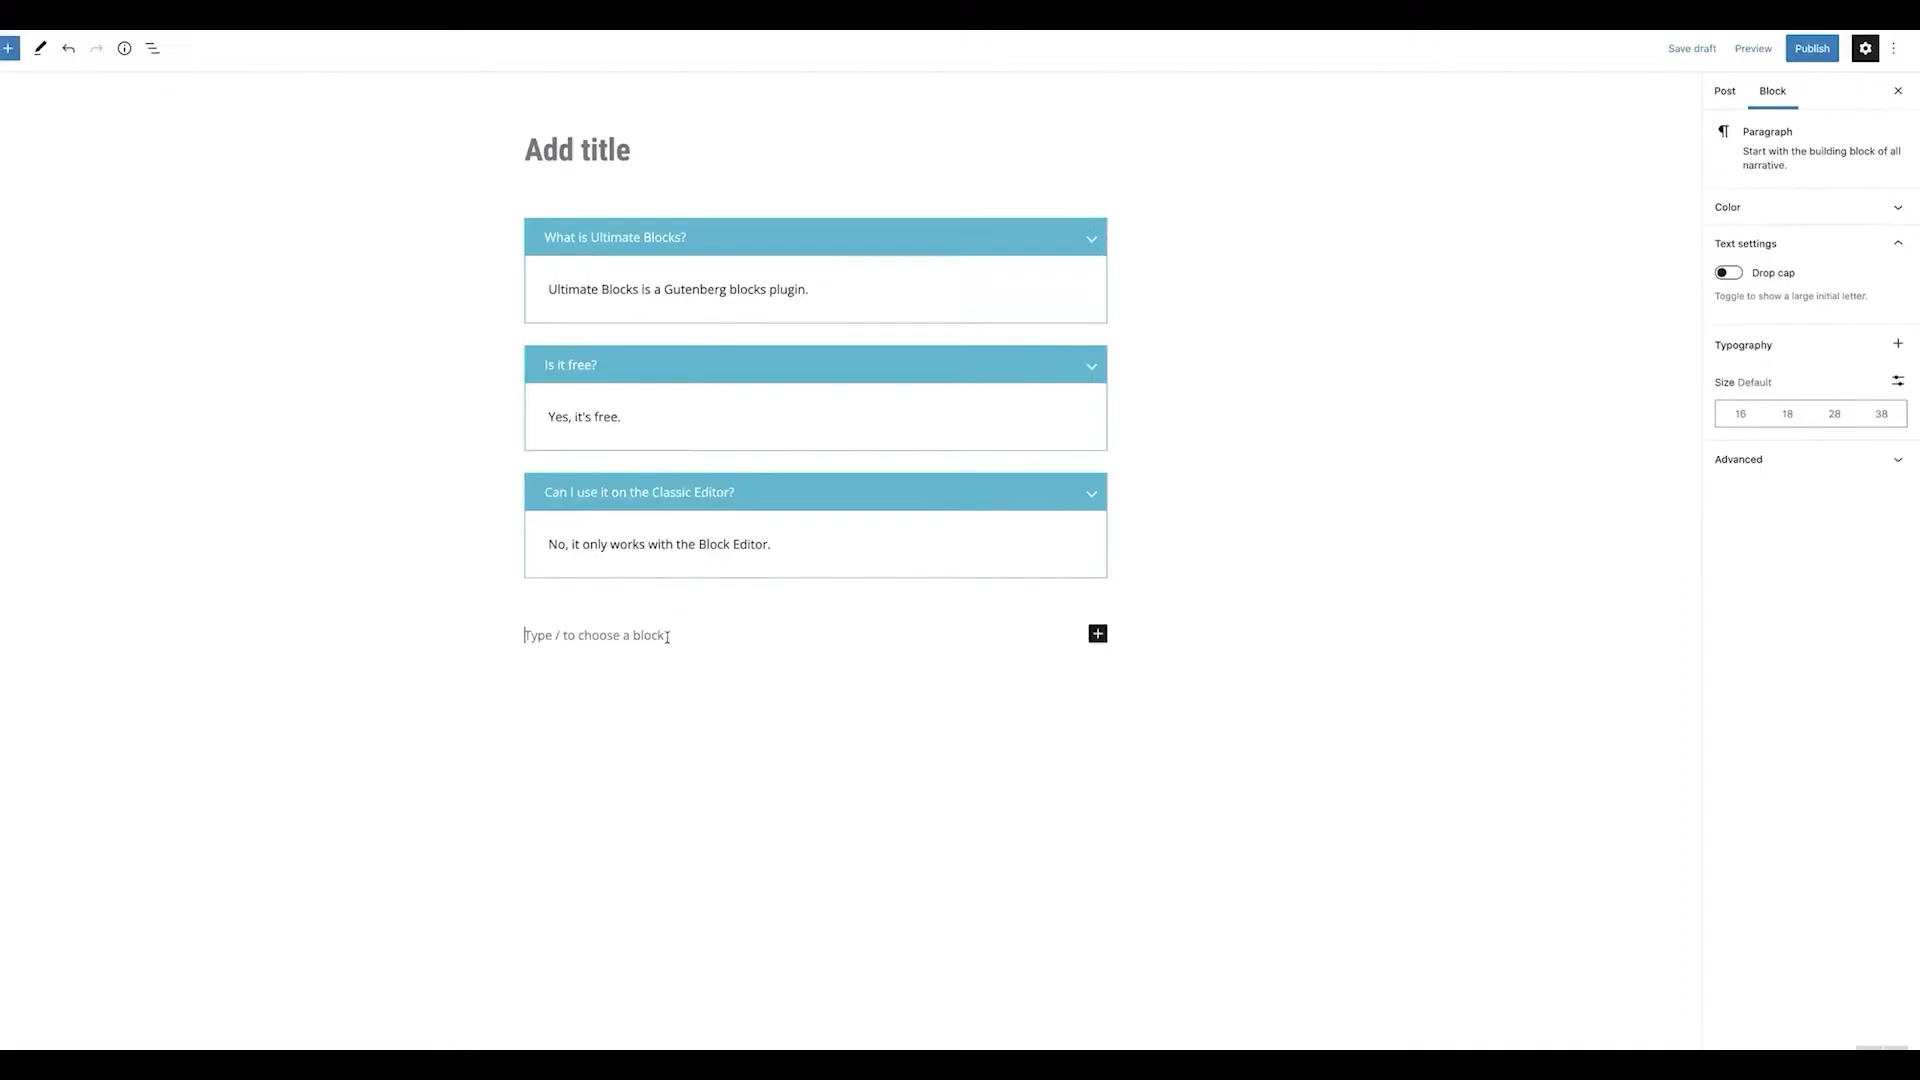 Save draft
Preview
Publish
Post
Block
Add title
Paragraph
Start with the building block of all
narrative.
Color
What is Ultimate Blocks?
Text settings
Drop cap
Ultimate Blocks is a Gutenberg blocks plugin.
Toggle to show a large initial letter.
Typography
Is it free?
Size Default
16 18 28 38
Yes, it's free.
Advanced
Can I use it on the Classic Editor?
No, it only works with the Block Editor.
Type / to choose a block